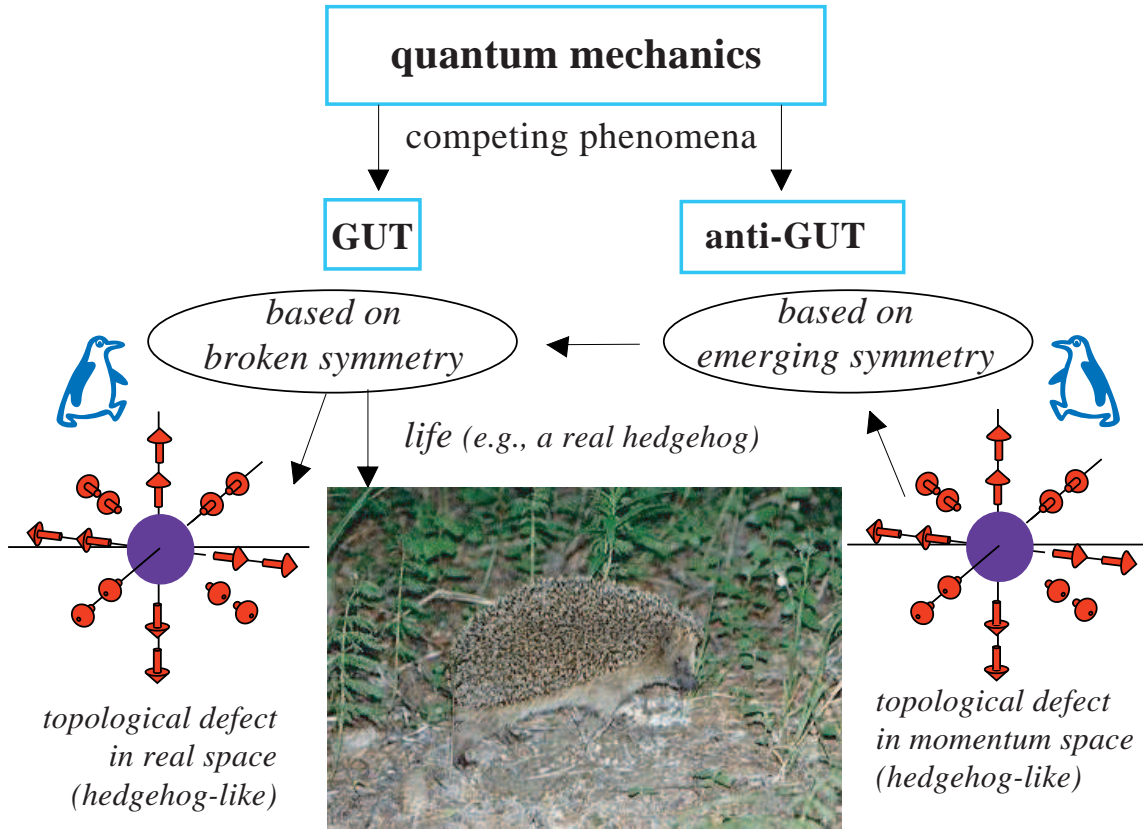 quantum mechanics
competing phenomena
GUT
anti-GUT
based on
broken symmetry
based on
emerging symmetry
life (e.g., a real hedgehog)
topological defect
in real space
(hedgehog-like)
topological defect
in momentum space
(hedgehog-like)